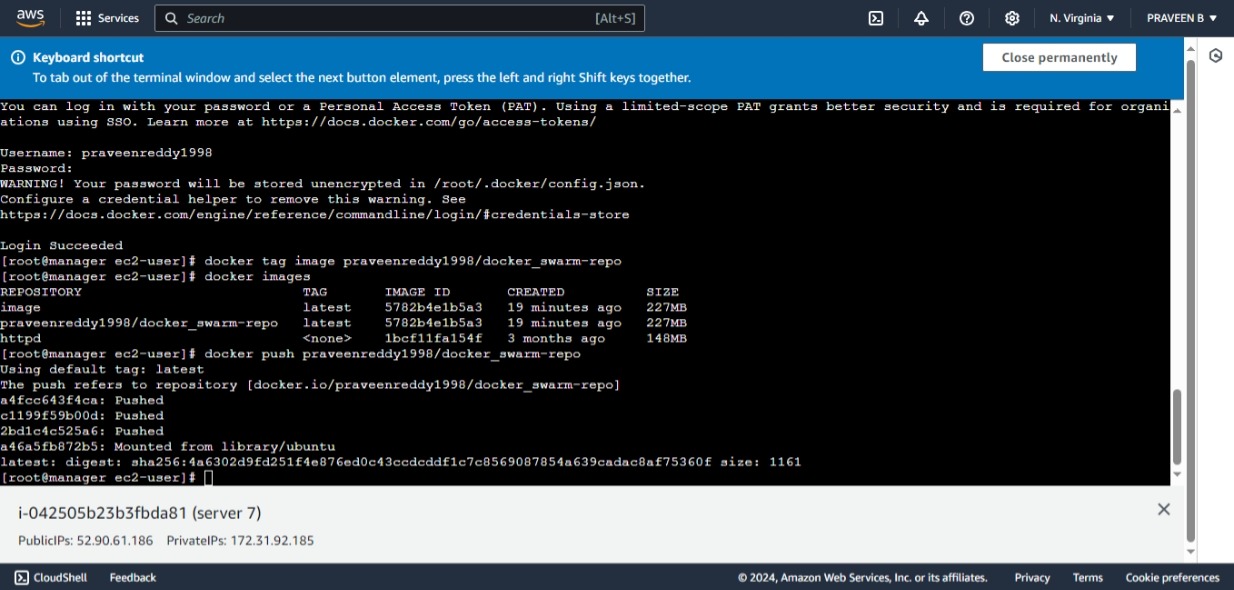 aws
Services
Search
[Alt+S]
N. Virginia
PRAVEEN B
Keyboard shortcut
To tab out of the terminal window and select the next button element, press the left and right Shift keys together.
Close permanently
You can log in with your password or a Personal Access Token (PAT). Using a limited-scope PAT grants better security and is required for organi
ations using SSO. Learn more at https://docs.docker.com/go/access-tokens/
Username: praveenreddy1998
Password:
WARNING! Your password will be stored unencrypted in /root/.docker/config.json.
Configure a credential helper to remove this warning. See
https://docs.docker.com/engine/reference/commandline/login/#credentials-store
Login Succeeded
[root@manager ec2-user]# docker tag image praveenreddy1998/docker_swarm-repo
[root@manager ec2-user]# docker images
REPOSITORY TAG IMAGE ID CREATED SIZE
image latest 5782b4e1b5a3 19 minutes ago 227MB
praveenreddy1998/docker_swarm-repo latest 5782b4e1b5a3 19 minutes ago 227MB
httpd <none> 1bcf11fa154f 3 months ago 148MB
[root@manager ec2-user]# docker push praveenreddy1998/docker_swarm-repo
Using default tag: latest
The push refers to repository [docker.io/praveenreddy1998/docker_swarm-repo]
a4fcc643f4ca: Pushed
c1199f59b00d: Pushed
2bd1c4c525a6: Pushed
a46a5fb872b5: Mounted from library/ubuntu
latest: digest: sha256:4a6302d9fd251f4e876ed0c43ccdcddf1c7c8569087854a639cadac8af75360f size: 1161
[root@manager ec2-user]#
i-042505b23b3fbda81 (server 7)
PublicIPs: 52.90.61.186 PrivateIPs: 172.31.92.185
CloudShell
Feedback
© 2024, Amazon Web Services, Inc. or its affiliates.
Privacy
Terms
Cookie preferences